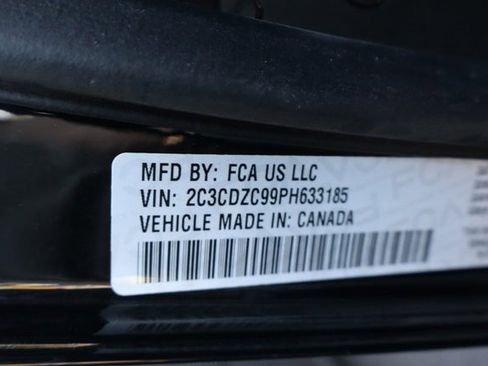 MFD BY: FCA US LLC
VIN: 2C3CDZC99PH633185
VEHICLE MADE IN: CANADA